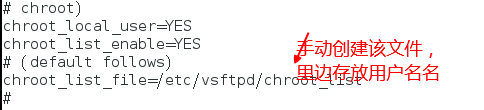 # chroot)
chroot_local_user=YES
chroot_list_enable=YES
手动创建该文件，
# (default follows)
里边存放用户名名
chroot_list_file=/etc/vsftpd/chroot_list
#